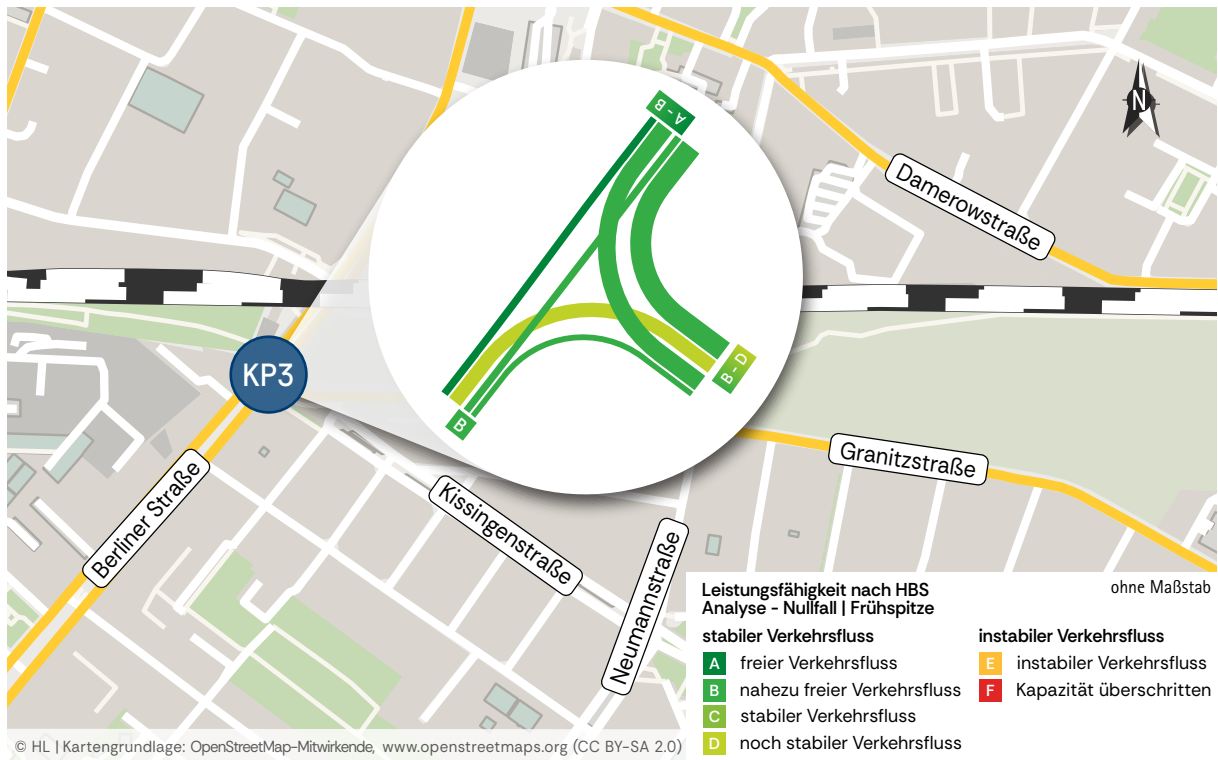 A - B
N
Damerowstraße
KP3
B - D
B
Granitzstraße
Berliner Straße
Kissingenstraße
Neumannstraße
Leistungsfähigkeit nach HBS
Analyse - Nullfall | Frühspitze
ohne Maßstab
stabiler Verkehrsfluss
A freier Verkehrsfluss
B nahezu freier Verkehrsfluss
C stabiler Verkehrsfluss
D noch stabiler Verkehrsfluss
instabiler Verkehrsfluss
E instabiler Verkehrsfluss
F Kapazität überschritten
© HL | Kartengrundlage: OpenStreetMap-Mitwirkende, www.openstreetmaps.org (CC BY-SA 2.0)